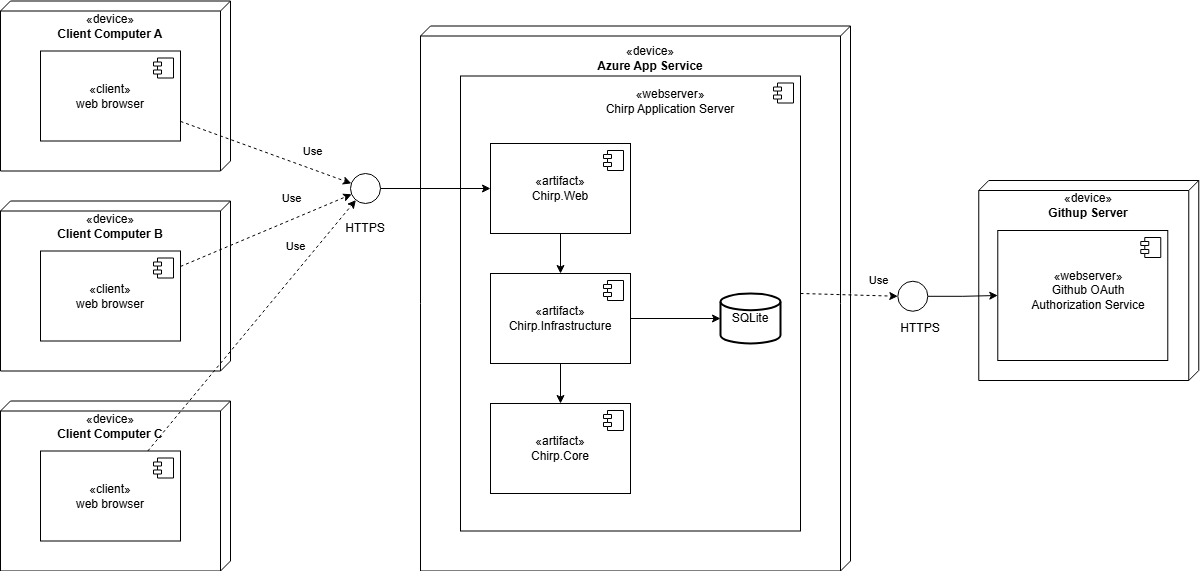 «device»
Client Computer A
«client»
web browser
Use
«device»
Client Computer B
«client»
web browser
Use
«device»
Client Computer C
«client»
web browser
Use
HTTPS
«device»
Azure App Service
«webserver»
Chirp Application Server
«artifact»
Chirp.Web
«artifact»
Chirp.Infrastructure
SQLite
«artifact»
Chirp.Core
Use
HTTPS
«device»
Githup Server
«webserver»
Github OAuth
Authorization Service